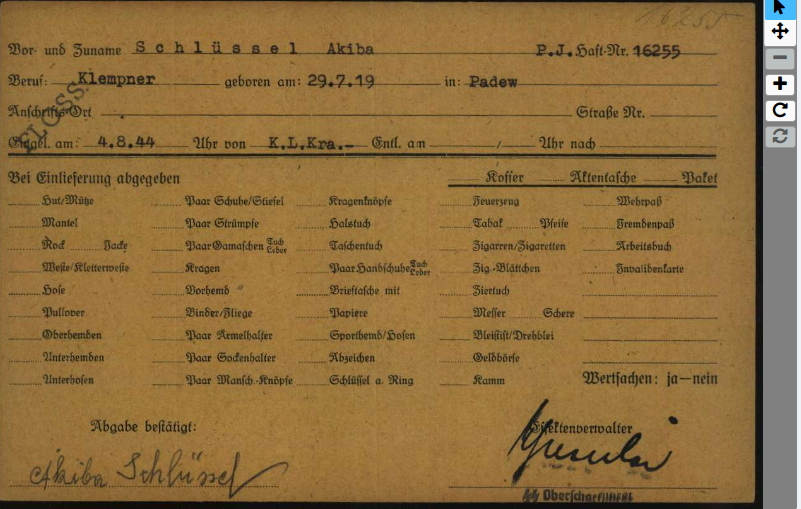 16255
Vor- und Zuname Schlüssel Akiba P.J. Haft-Nr. 16255
Beruf: Klempner geboren am: 29.7.19 in: Padew
Anschrift: Ort Straße Nr.
FLOSS.
Eingel. am: 4.8.44 Uhr von K.L.Kra.- Entl. am Uhr nach
Bei Einlieferung abgegeben Koffer Aktentasche Paket
Hut/Mütze Paar Schuhe/Stiefel Kragenknöpfe Feuerzeug Wehrpaß
Mantel Paar Strümpfe Halstuch Tabak Pfeife Fremdenpaß
Rock Jacke Paar Gamaschen Tuch Leder Taschentuch Zigarren/Zigaretten Arbeitsbuch
Weste/Kletterweste Kragen Paar Handschuhe Tuch Leder Zig.-Blättchen Invalidenkarte
Hose Vorhemd Brieftasche mit Ziertuch
Pullover Binder/Fliege Papiere Messer Schere
Oberhemden Paar Ärmelhalter Sporthemd/Hosen Bleistift/Drehblei
Unterhemden Paar Sockenhalter Abzeichen Geldbörse
Unterhosen Paar Mansch.-Knöpfe Schlüssel a. Ring Kamm Wertsachen: ja—nein
Abgabe bestätigt: Effektenverwalter
Akiba Schlüssel
Oberscharführer